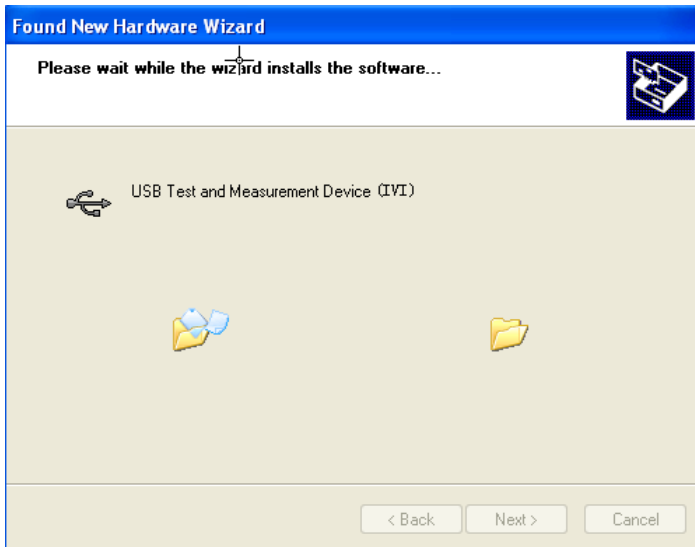 Found New Hardware Wizard
Please wait while the wizard installs the software...
USB Test and Measurement Device (IVI)
< Back
Next >
Cancel